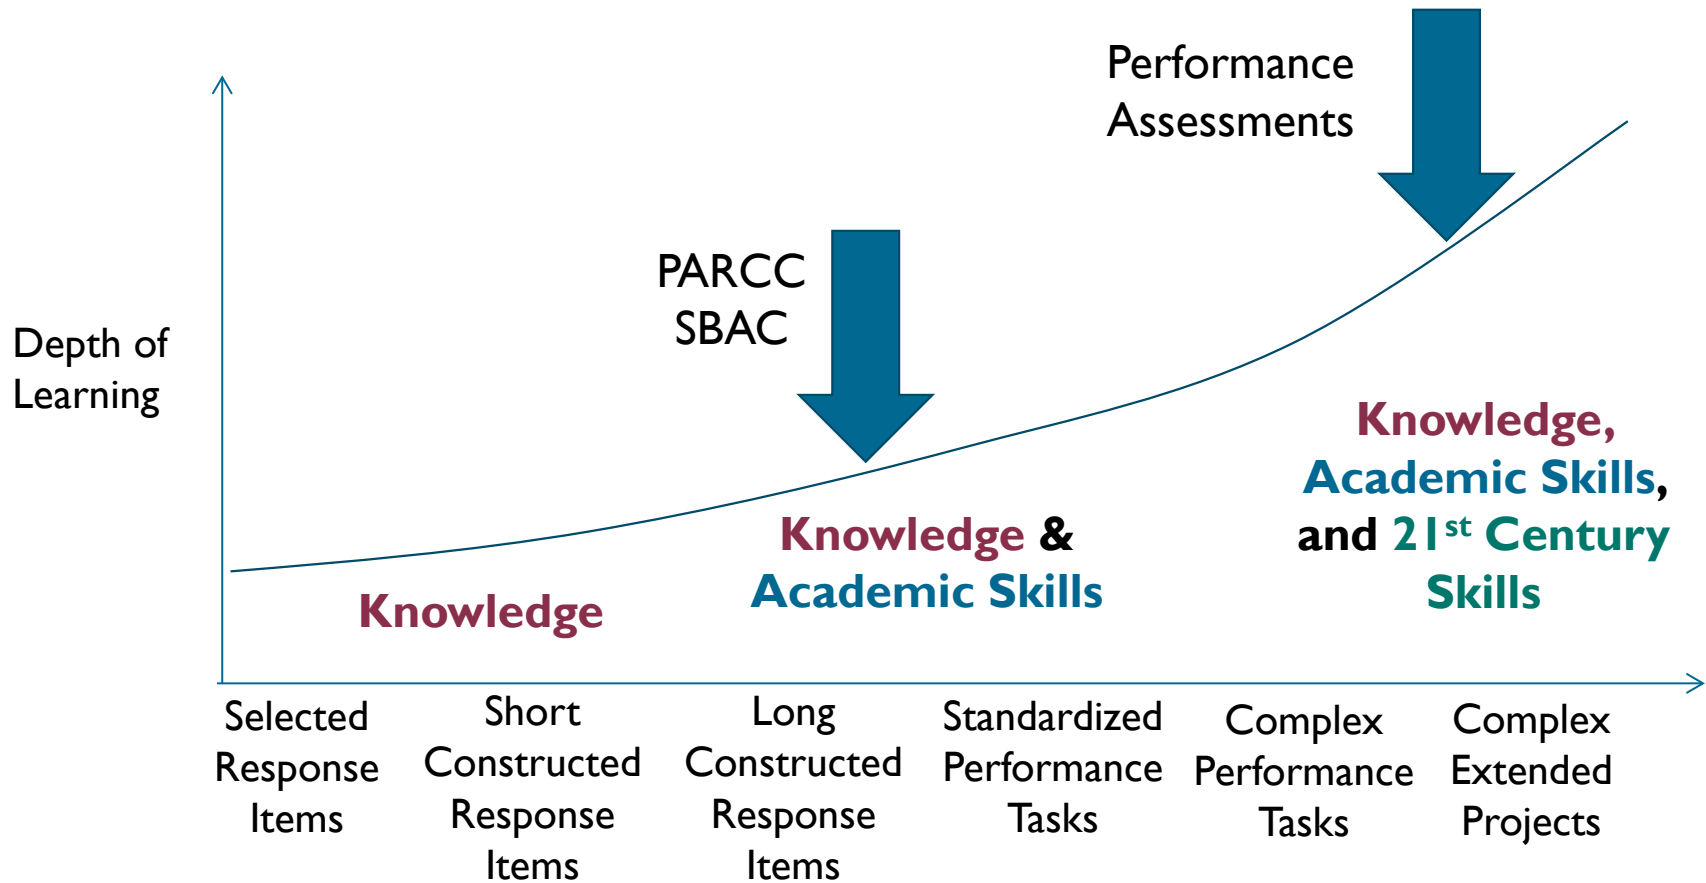 Performance
Assessments
PARCC
SBAC
Depth of
Learning
Knowledge
Knowledge &
Academic Skills
Knowledge,
Academic Skills,
and 21st Century
Skills
Selected
Response
Items
Short
Constructed
Response
Items
Long
Constructed
Response
Items
Standardized
Performance
Tasks
Complex
Performance
Tasks
Complex
Extended
Projects